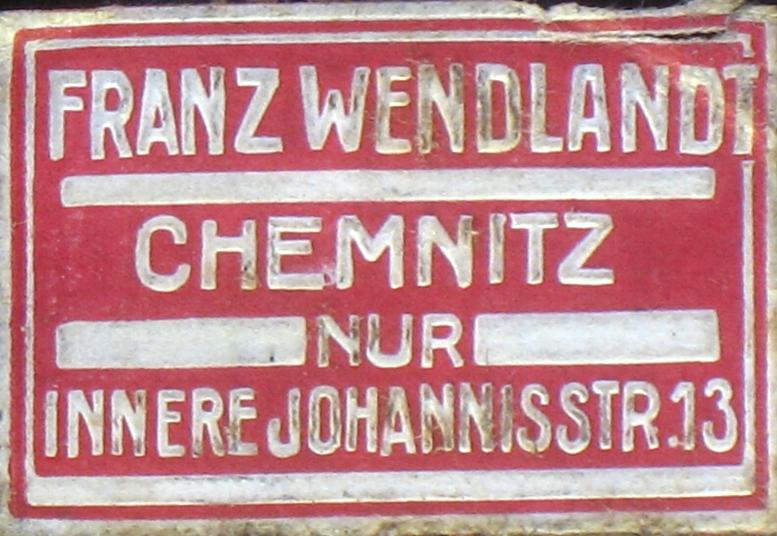 FRANZ WENDLANDT
CHEMNITZ
NUR
INNERE JOHANNISSTR.13